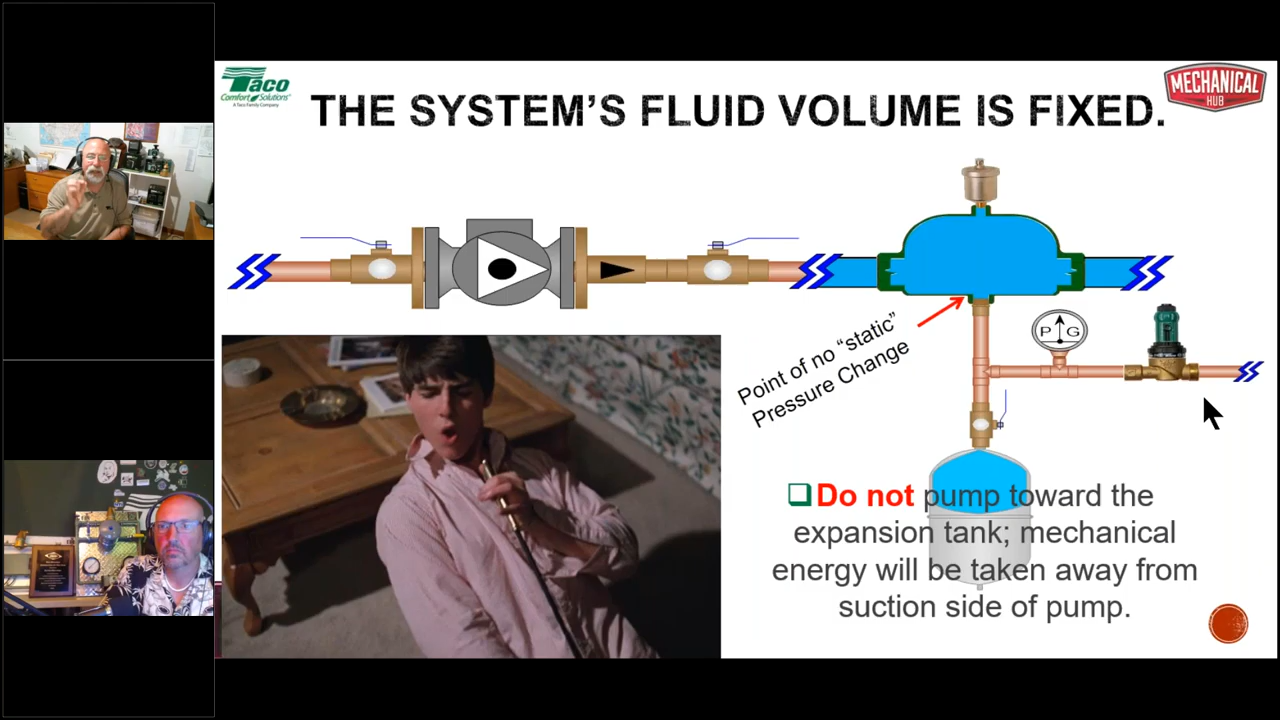 Taco
Comfort Solutions
A Taco Family Company
MECHANICAL
HUB
THE SYSTEM'S FLUID VOLUME IS FIXED.
P G
Point of no “static”
Pressure Change
Do not pump toward the
expansion tank; mechanical
energy will be taken away from
suction side of pump.